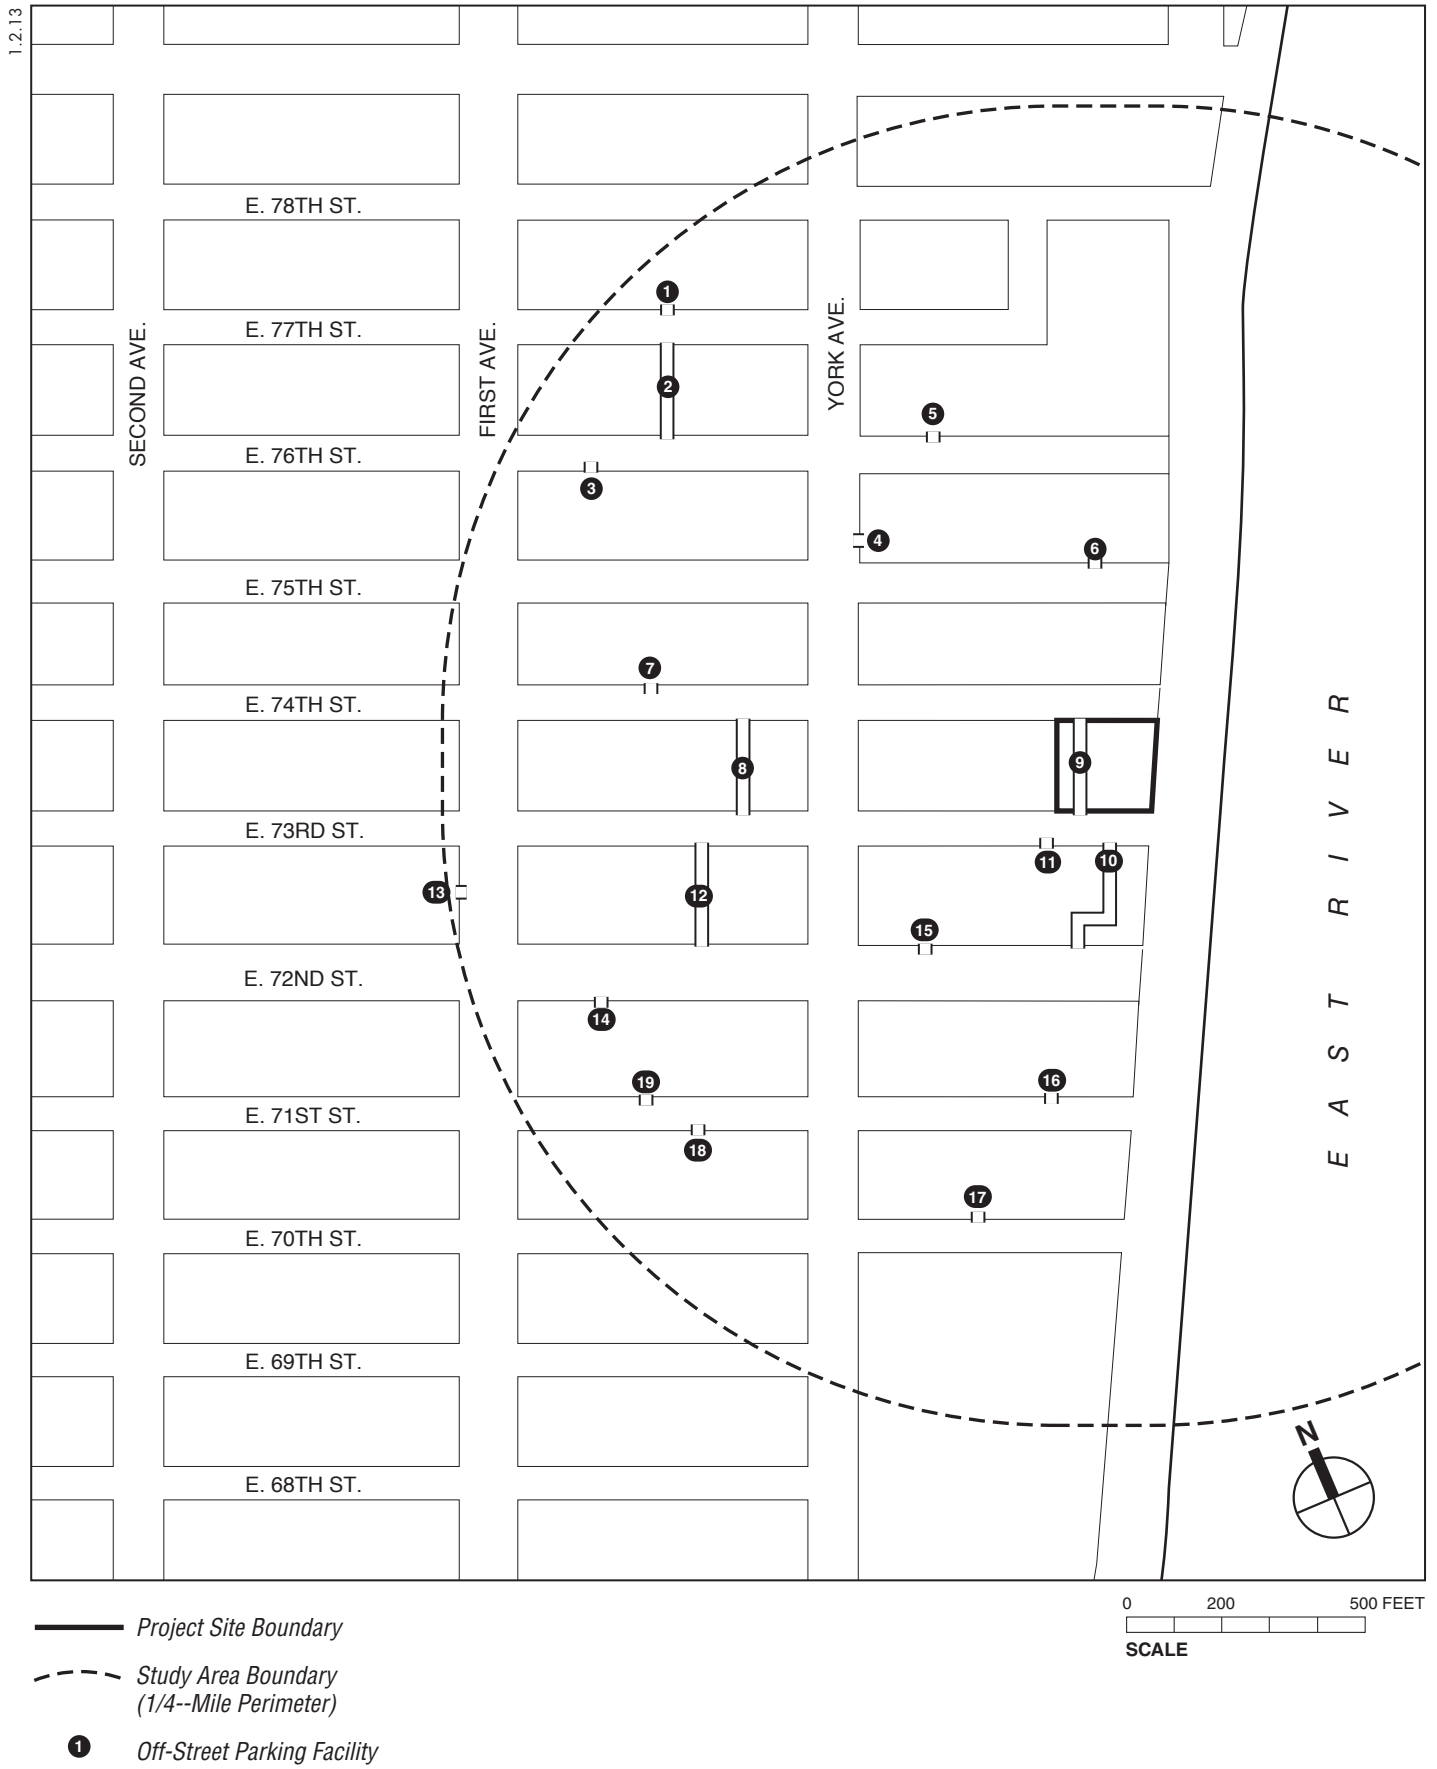 1.2.13
E. 78TH ST.
1
SECOND AVE.
E. 77TH ST.
FIRST AVE.
YORK AVE.
2
5
E. 76TH ST.
3
4
6
E. 75TH ST.
7
E. 74TH ST.
8
9
EAST RIVER
E. 73RD ST.
11
10
13
12
15
E. 72ND ST.
14
19
16
E. 71ST ST.
18
17
E. 70TH ST.
E. 69TH ST.
N
E. 68TH ST.
0 200 500 FEET
SCALE
Project Site Boundary
Study Area Boundary
(1/4--Mile Perimeter)
1 Off-Street Parking Facility